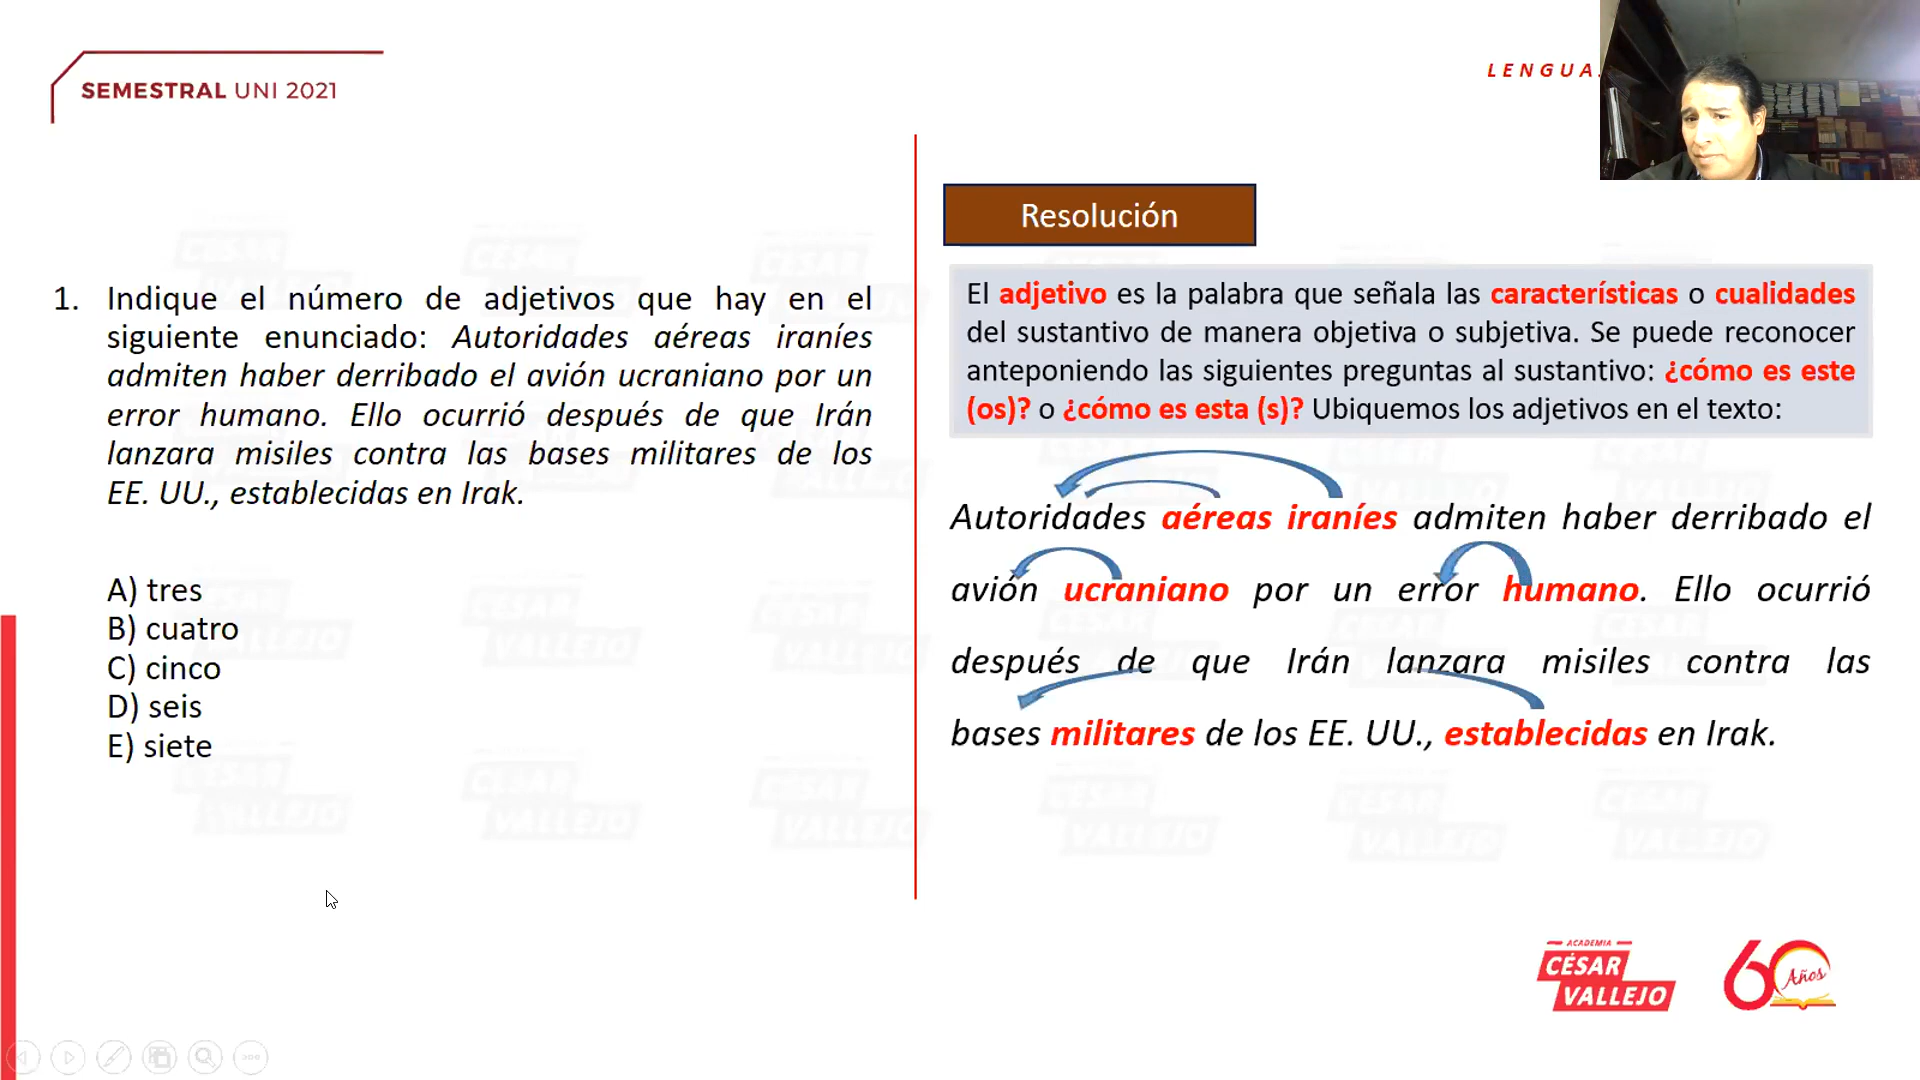 SEMESTRAL UNI 2021
LENGUA
Resolución
1. Indique el número de adjetivos que hay en el
siguiente enunciado: Autoridades aéreas iraníes
admiten haber derribado el avión ucraniano por un
error humano. Ello ocurrió después de que Irán
lanzara misiles contra las bases militares de los
EE. UU., establecidas en Irak.
A) tres
B) cuatro
C) cinco
D) seis
E) siete
El adjetivo es la palabra que señala las características o cualidades
del sustantivo de manera objetiva o subjetiva. Se puede reconocer
anteponiendo las siguientes preguntas al sustantivo: ¿cómo es este
(os)? o ¿cómo es esta (s)? Ubiquemos los adjetivos en el texto:
Autoridades aéreas iraníes admiten haber derribado el
avión ucraniano por un error humano. Ello ocurrió
después de que Irán lanzara misiles contra las
bases militares de los EE. UU., establecidas en Irak.
ACADEMIA
CÉSAR
VALLEJO
60
Años